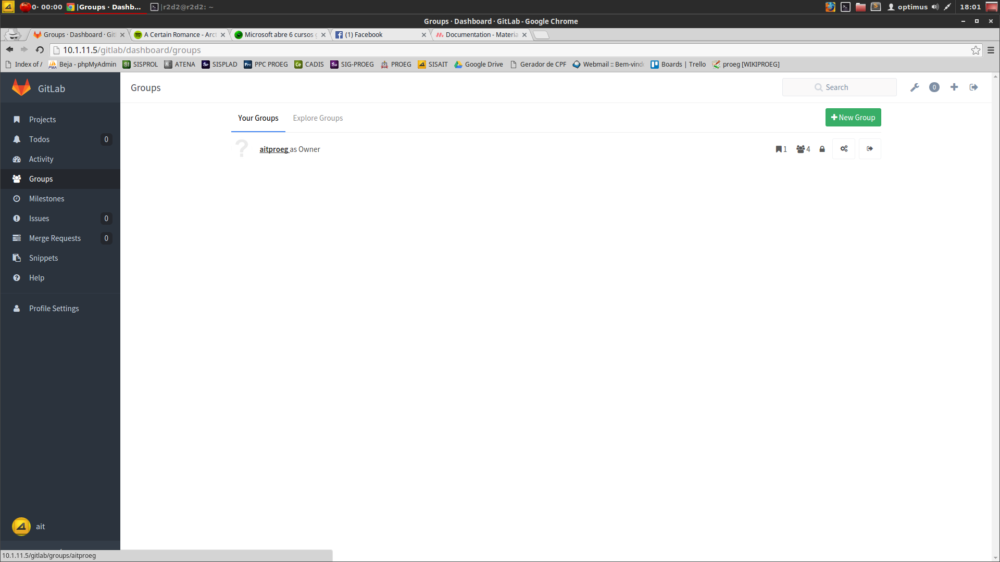 0· 00:00 |Groups · Dashb... |r2d2@r2d2: ~ optimus 18:01
Groups · Dashboard · GitLab - Google Chrome
Groups · Dashboard · Git A Certain Romance - Arc Microsoft abre 6 cursos (1) Facebook Documentation - Materia
10.1.11.5/gitlab/dashboard/groups
Index of / Beja - phpMyAdmin SISPROL ATENA SISPLAD PPC PROEG CADIS SIG-PROEG PROEG SISAIT Google Drive Gerador de CPF Webmail :: Bem-vind Boards | Trello proeg [WIKIPROEG]
GitLab
Groups
Search
0
Projects
Todos 0
Activity
Groups
Milestones
Issues 0
Merge Requests 0
Snippets
Help
Profile Settings
Your Groups Explore Groups
New Group
aitproeg as Owner
1 4
ait
10.1.11.5/gitlab/groups/aitproeg